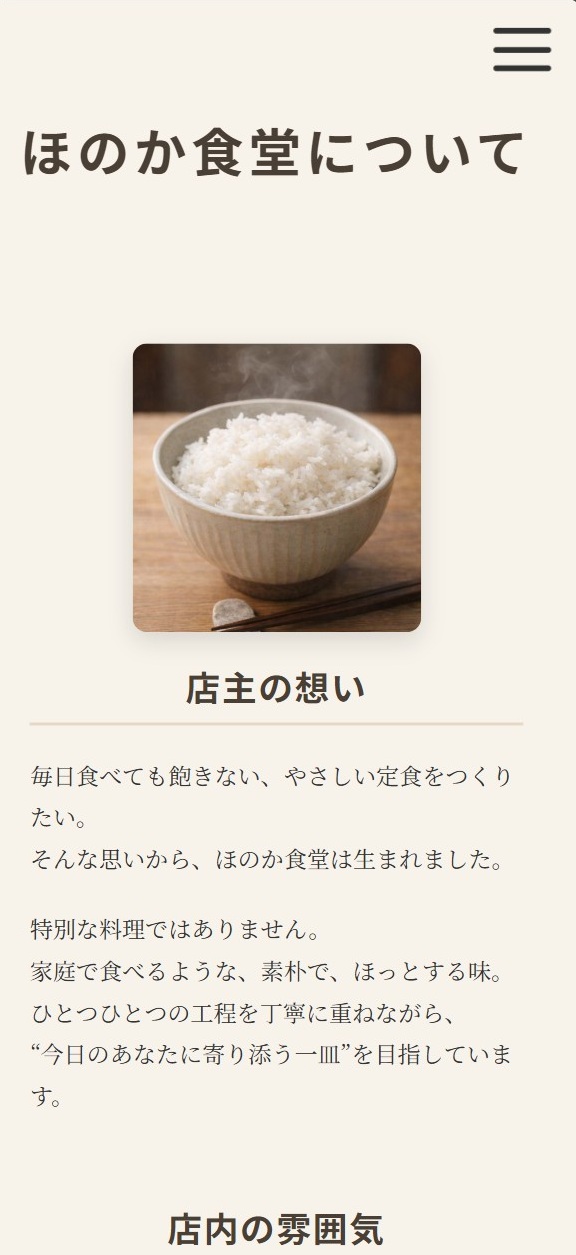 ほのか食堂について
店主の想い
毎日食べても飽きない、やさしい定食をつくり
たい。
そんな思いから、ほのか食堂は生まれました。
特別な料理ではありません。
家庭で食べるような、素朴で、ほっとする味。
ひとつひとつの工程を丁寧に重ねながら、
“今日のあなたに寄り添う一皿”を目指していま
す。
店内の雰囲気